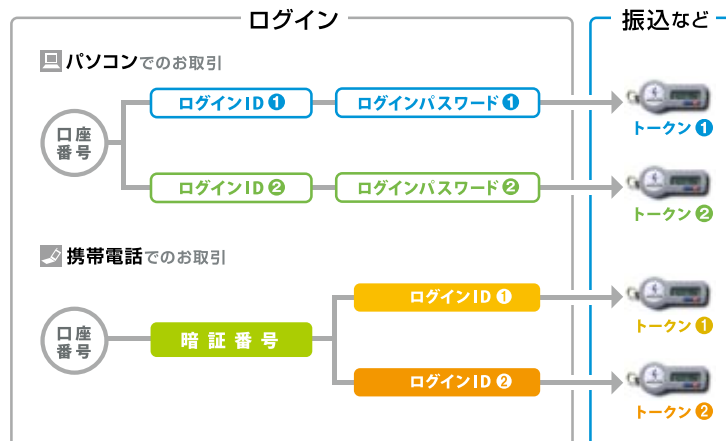 ログイン
振込など
パソコンでのお取引
口座
番号
ログインID❶
ログインパスワード❶
トークン❶
ログインID❷
ログインパスワード❷
トークン❷
携帯電話でのお取引
口座
番号
暗証番号
ログインID❶
トークン❶
ログインID❷
トークン❷